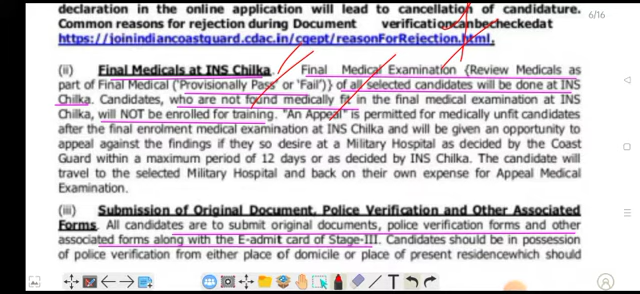 declaration in the online application will lead to cancellation of candidature.
Common reasons for rejection during Document verificationcanbecheckedat
https://joinindiancoastguard.cdac.in/cgept/reasonForRejection.html.
6/16
(ii) Final Medicals at INS Chilka. Final Medical Examination {Review Medicals as
part of Final Medical ('Provisionally Pass' or 'Fail')} of all selected candidates will be done at INS
Chilka. Candidates, who are not found medically fit in the final medical examination at INS
Chilka, will NOT be enrolled for training. "An Appeal" is permitted for medically unfit candidates
after the final enrolment medical examination at INS Chilka and will be given an opportunity to
appeal against the findings if they so desire at a Military Hospital as decided by the Coast
Guard within a maximum period of 12 days or as decided by INS Chilka. The candidate will
travel to the selected Military Hospital and back on their own expense for Appeal Medical
Examination.
(iii) Submission of Original Document, Police Verification and Other Associated
Forms. All candidates are to submit original documents, police verification forms and other
associated forms along with the E-admit card of Stage-III. Candidates should be in possession
of police verification from either place of domicile or place of present residencewhich should